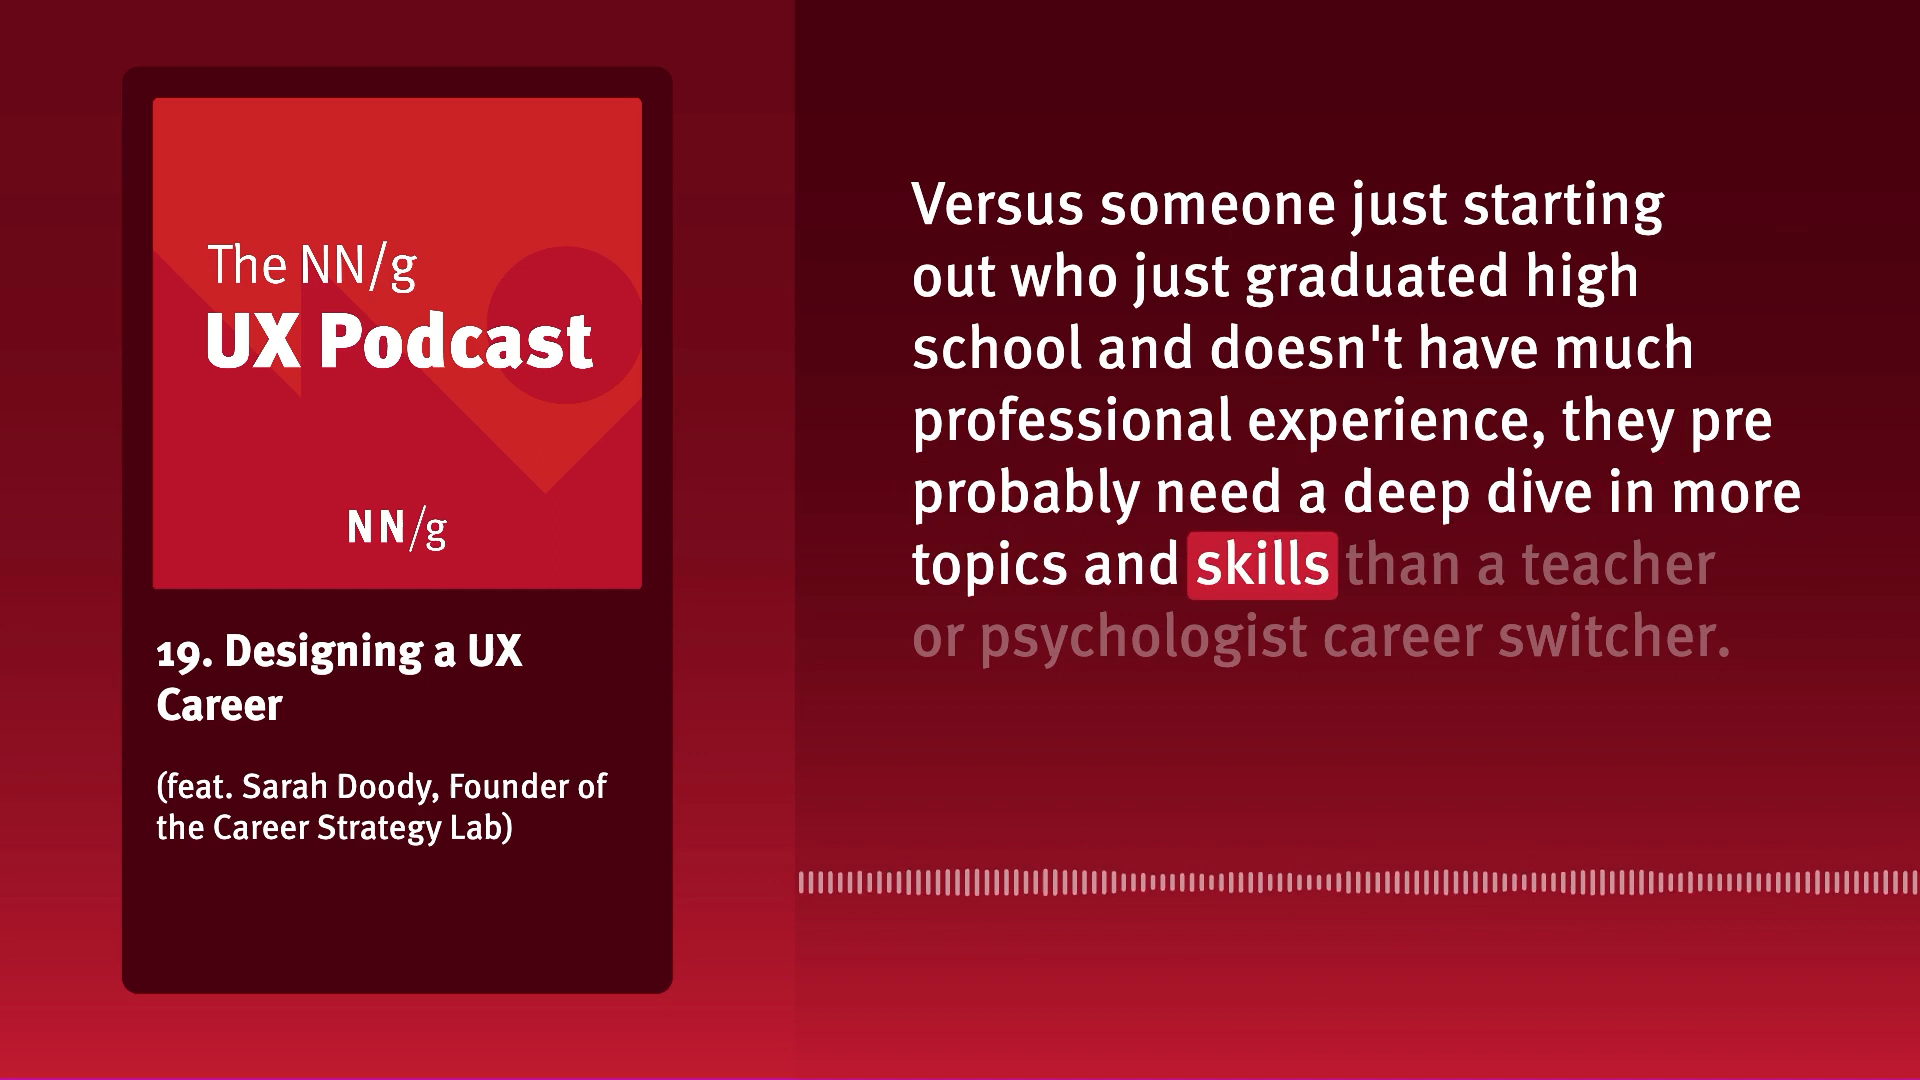 The NN/g
UX Podcast
NN/g
19. Designing a UX
Career
(feat. Sarah Doody, Founder of
the Career Strategy Lab)
Versus someone just starting
out who just graduated high
school and doesn't have much
professional experience, they pre
probably need a deep dive in more
topics and skills than a teacher
or psychologist career switcher.